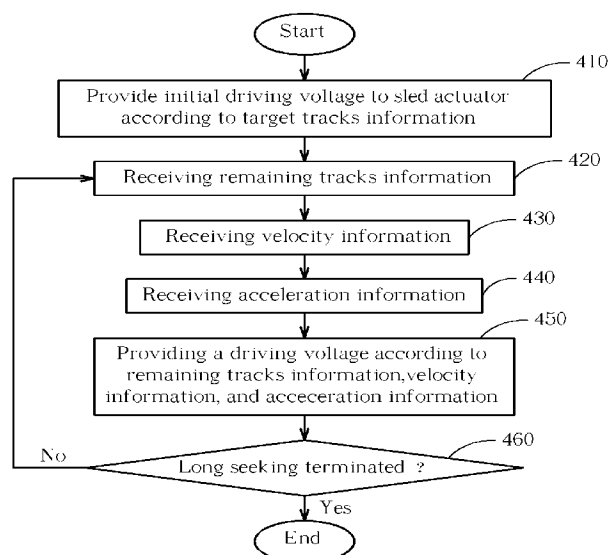 Start
410
Provide initial driving voltage to sled actuator
according to target tracks information
420
Receiving remaining tracks information
430
Receiving velocity information
440
Receiving acceleration information
450
Providing a driving voltage according to
remaining tracks information,velocity
information, and acceceration information
460
No
Long seeking terminated ?
Yes
End